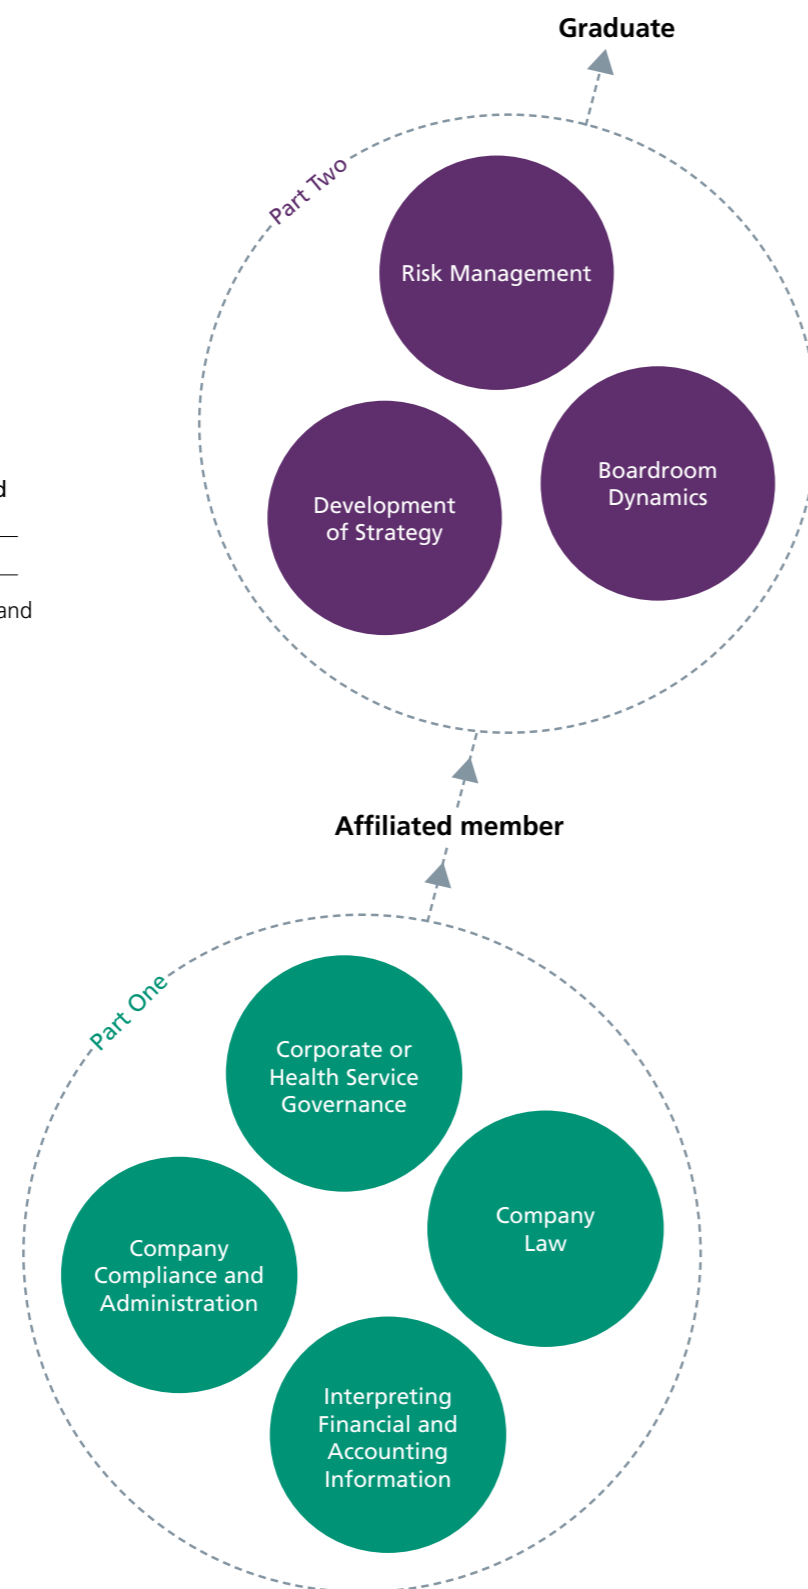 Graduate
Part Two
Risk Management
Boardroom
Dynamics
Development
of Strategy
and
Affiliated member
Part One
Corporate or
Health Service
Governance
Company
Law
Company
Compliance and
Administration
Interpreting
Financial and
Accounting
Information